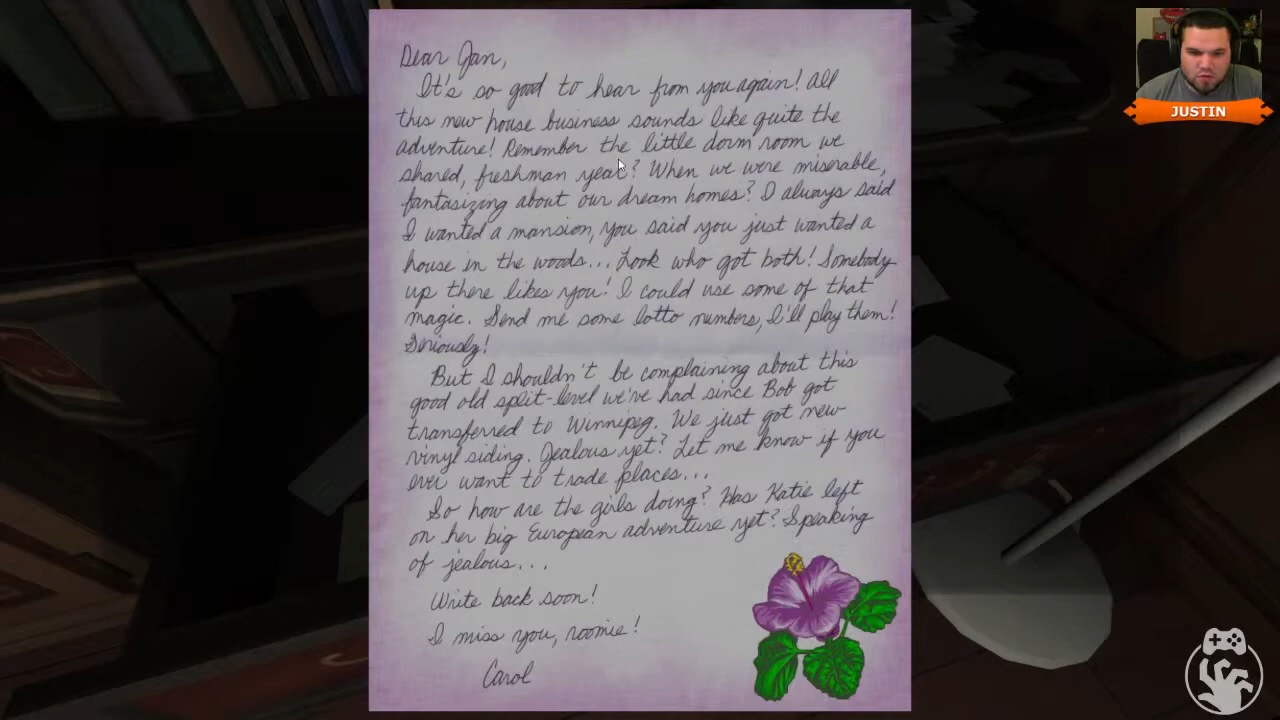 Dear Jan,
It's so good to hear from you again! All
this new house business sounds like quite the
adventure! Remember the little dorm room we
shared, freshman year? When we were miserable,
fantasizing about our dream homes? I always said
I wanted a mansion, you said you just wanted a
house in the woods... Look who got both! Somebody
up there likes you! I could use some of that
magic. Send me some lotto numbers, I'll play them!
Seriously!
But I shouldn't be complaining about this
good old split-level we've had since Bob got
transferred to Winnipeg. We just got new
vinyl siding. Jealous yet? Let me know if you
ever want to trade places...
So how are the girls doing? Has Katie left
on her big European adventure yet? Speaking
of jealous...
Write back soon!
I miss you, roomie!
Carol
JUSTIN